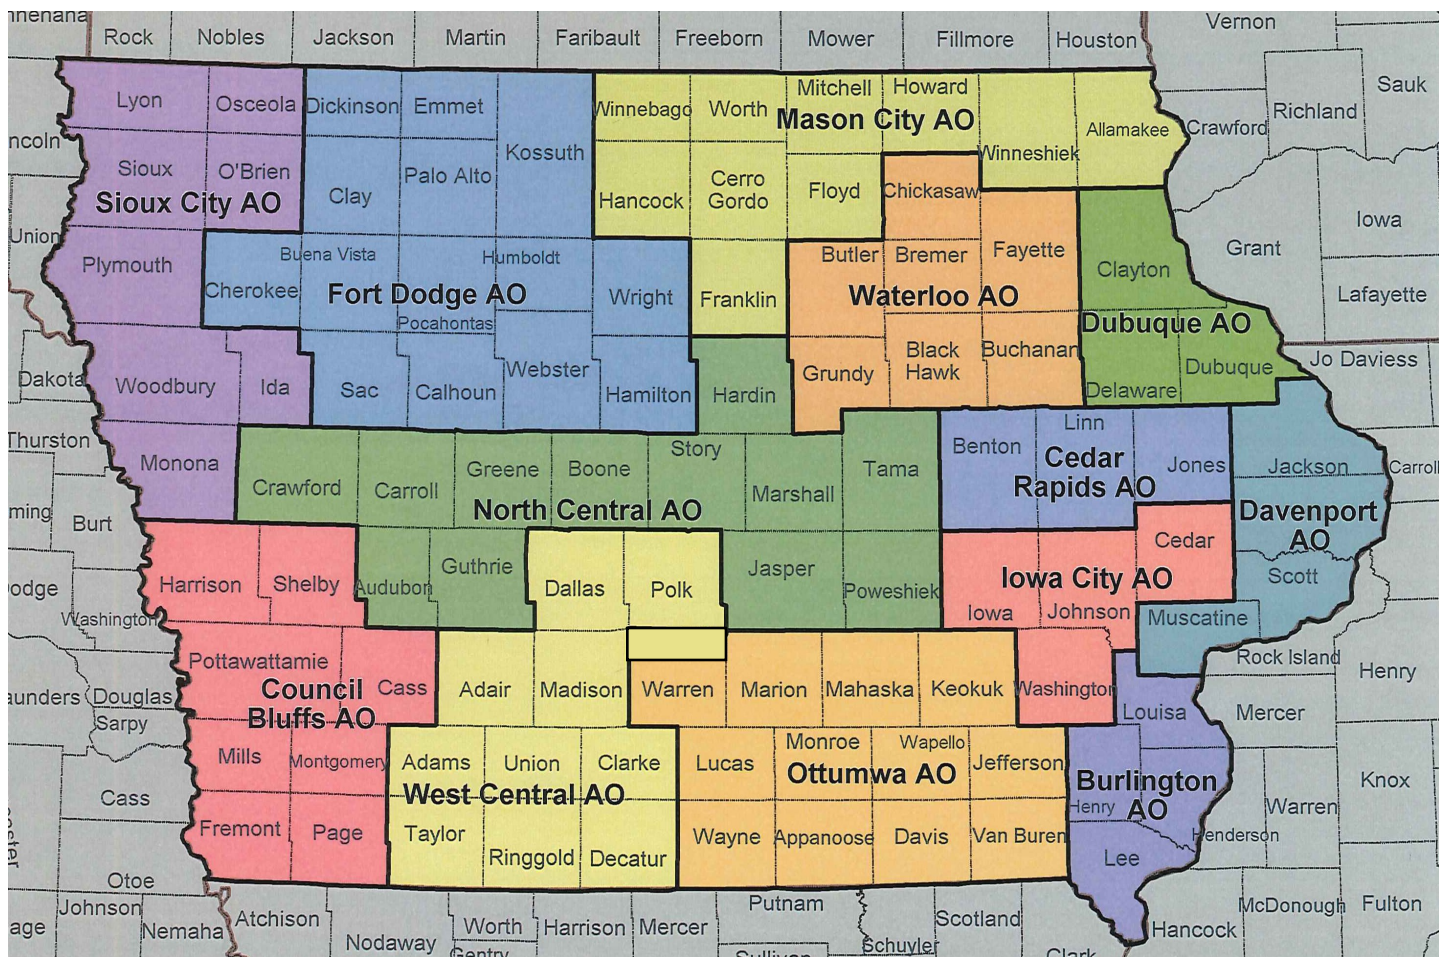 Rock
Nobles
Jackson
Martin
Faribault
Freeborn
Mower
Fillmore
Houston
Vernon
Sauk
Richland
Crawford
Lyon
Osceola
Dickinson
Emmet
Kossuth
Winnebago
Worth
Mitchell
Howard
Mason City AO
Winneshiek
Allamakee
Sioux
O'Brien
Sioux City AO
Clay
Palo Alto
Hancock
Cerro
Gordo
Floyd
Chickasaw
Union
Iowa
Grant
Lafayette
Plymouth
Buena Vista
Cherokee
Humboldt
Fort Dodge AO
Pocahontas
Wright
Franklin
Butler
Bremer
Fayette
Waterloo AO
Clayton
Dubuque AO
Jo Daviess
Dakota
Woodbury
Ida
Sac
Calhoun
Webster
Hamilton
Hardin
Grundy
Black
Hawk
Buchanan
Delaware
Dubuque
Thurston
Monona
Crawford
Carroll
Greene
Boone
Story
Marshall
Tama
North Central AO
Benton
Linn
Cedar
Rapids AO
Jones
Jackson
Davenport
AO
Scott
Carroll
Burt
Harrison
Shelby
Audubon
Guthrie
Dallas
Polk
Jasper
Poweshiek
Iowa City AO
Iowa
Johnson
Cedar
Muscatine
Washington
Pottawattamie
Council
Bluffs AO
Cass
Adair
Madison
Warren
Marion
Mahaska
Keokuk
Washington
Louisa
Rock Island
Henry
Mercer
Douglas
Sarpy
Mills
Montgomery
Adams
Union
Clarke
West Central AO
Lucas
Monroe
Wapello
Jefferson
Ottumwa AO
Burlington
AO
Henry
Knox
Warren
Henderson
Cass
Fremont
Page
Taylor
Ringgold
Decatur
Wayne
Appanoose
Davis
Van Buren
Lee
Otoe
Johnson
Nemaha
Atchison
Nodaway
Worth
Gentry
Harrison
Mercer
Putnam
Sullivan
Schuyler
Scotland
Clark
Hancock
McDonough
Fulton